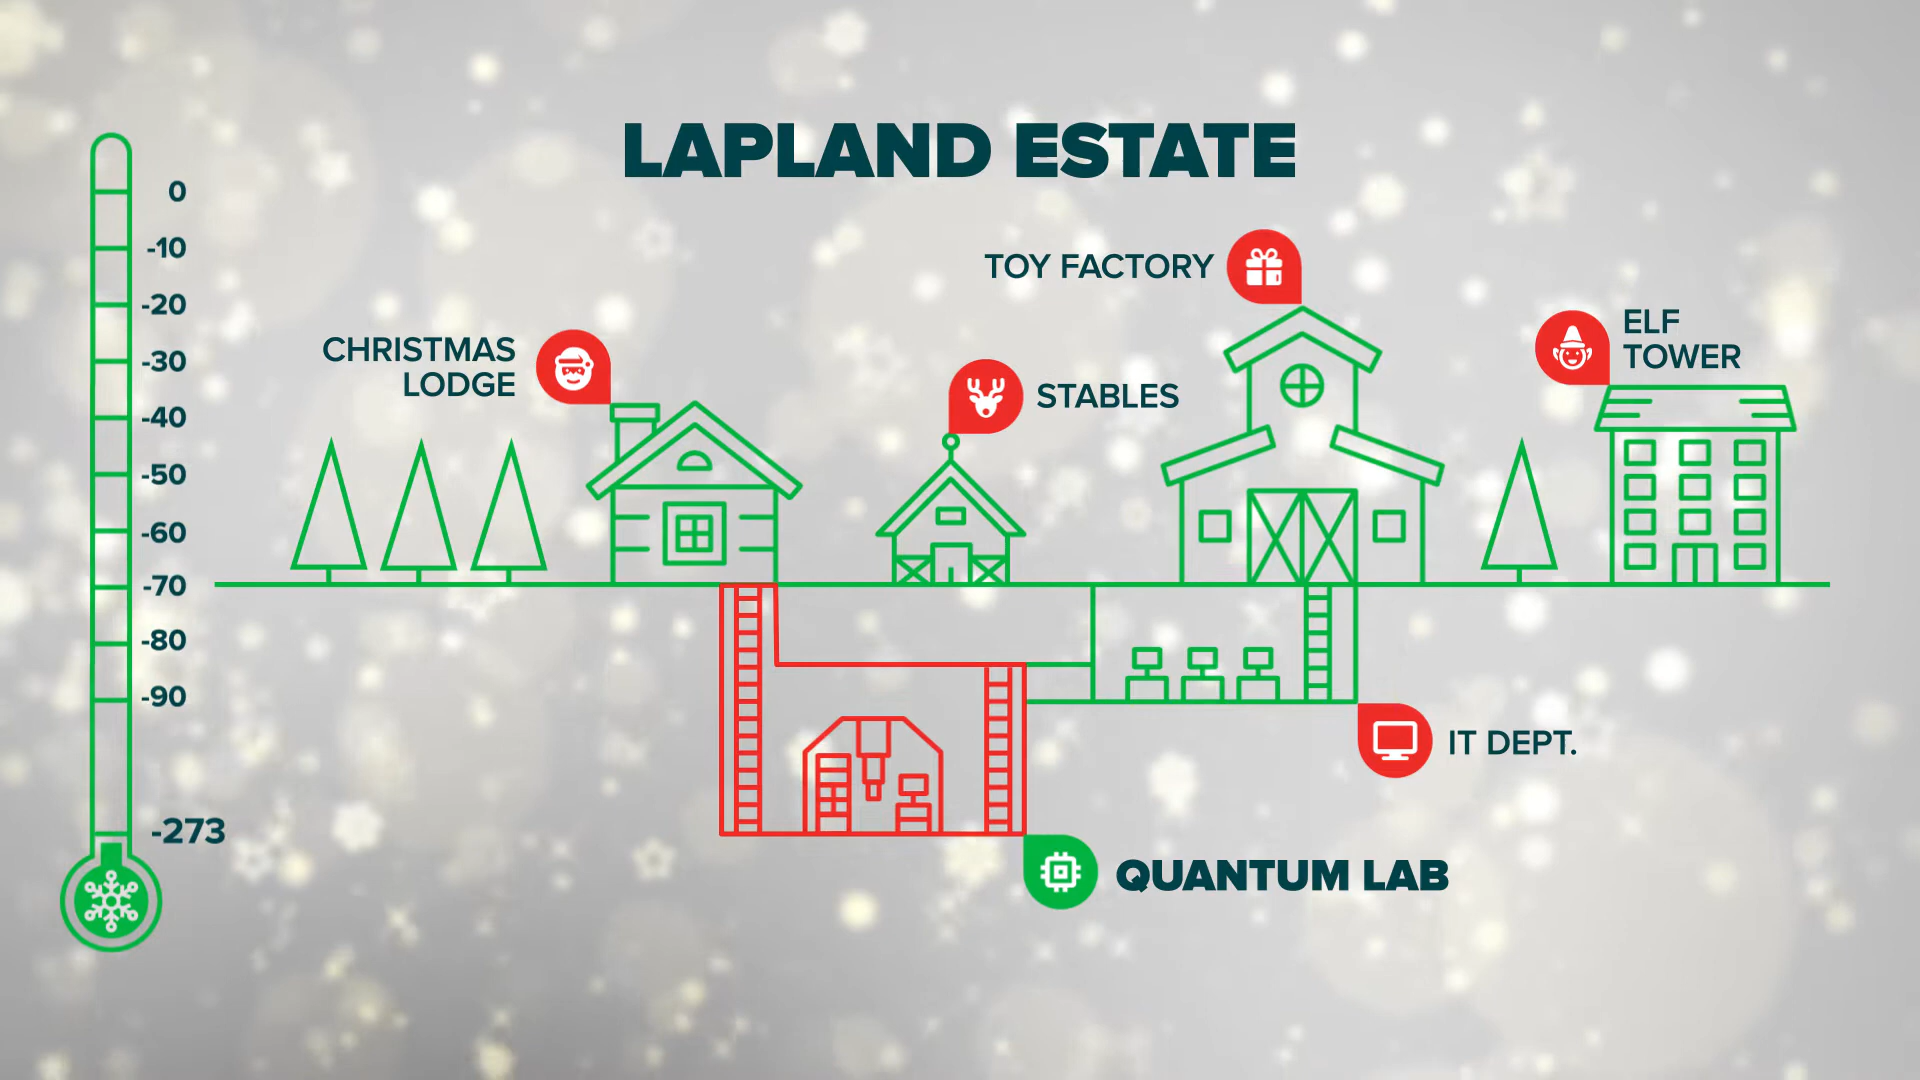 LAPLAND ESTATE
0
-10
-20
-30
-40
-50
-60
-70
-80
-90
-273
CHRISTMAS
LODGE
STABLES
TOY FACTORY
ELF
TOWER
IT DEPT.
QUANTUM LAB